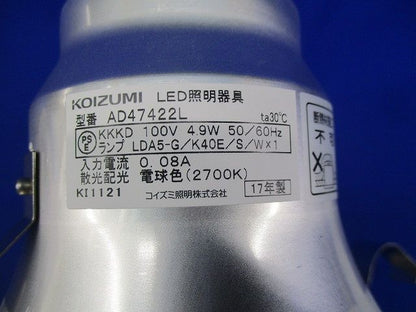 KOIZUMI LED照明器具
型番 AD47422L ta30℃
PSE KKKD 100V 4.9W 50/60Hz
ランプ LDA5-G/K40E/S/W×1
入力電流 0.08A
散光配光 電球色(2700K)
KI1121 17年製
コイズミ照明株式会社
不